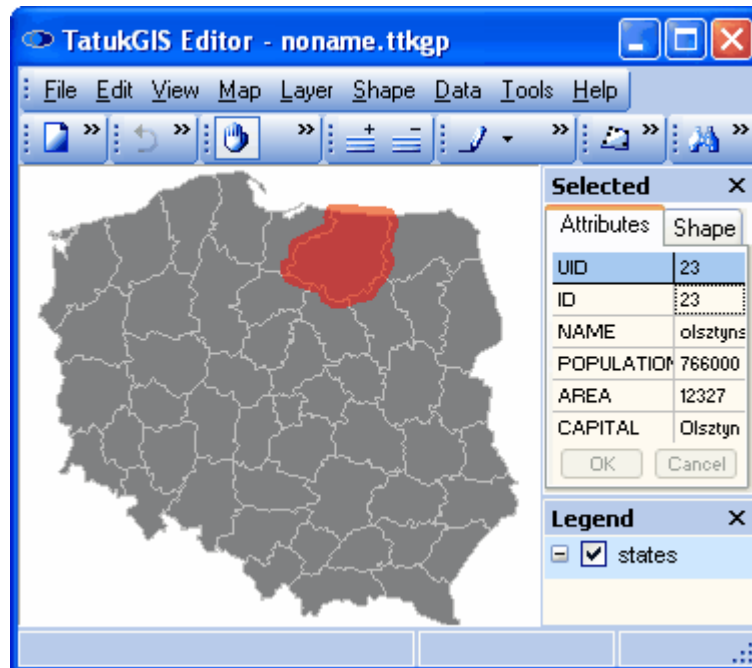 TatukGIS Editor - noname.ttkgp
File Edit View Map Layer Shape Data Tools Help
Selected
Attributes Shape
UID 23
ID 23
NAME olsztyns
POPULATION 766000
AREA 12327
CAPITAL Olsztyn
OK Cancel
Legend
states